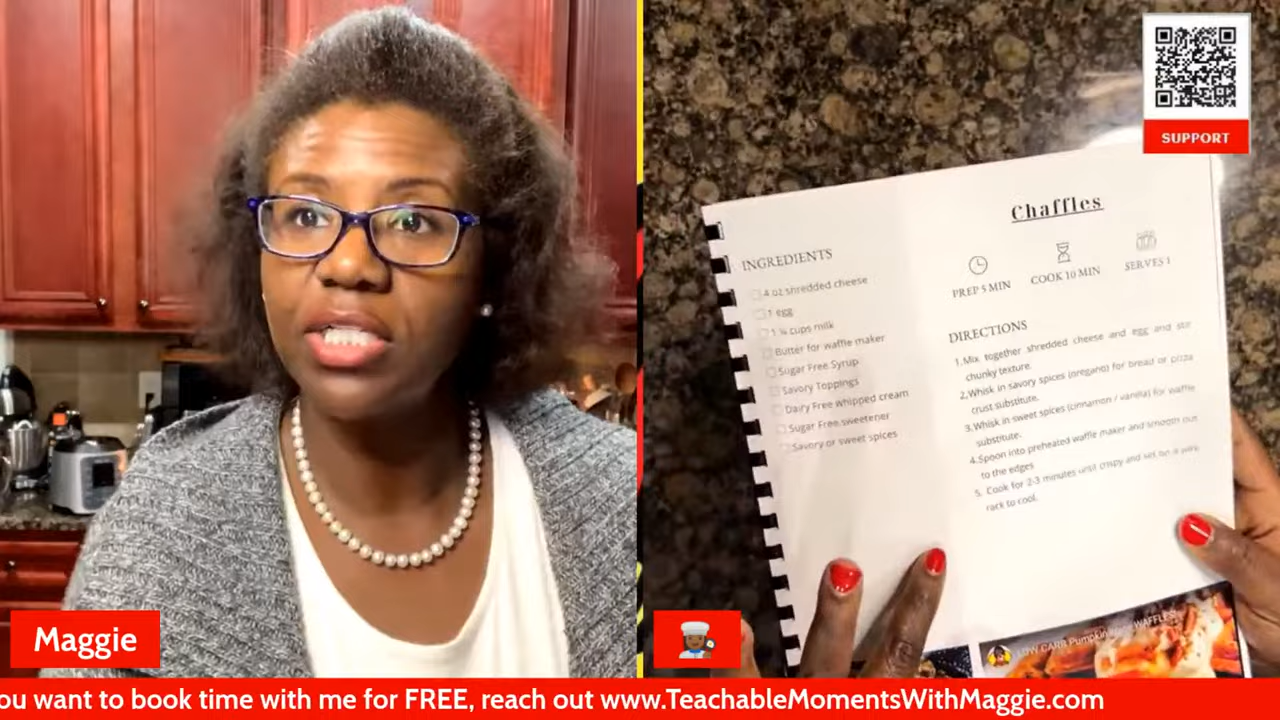 SUPPORT
Chaffles
PREP 5 MIN
COOK 10 MIN
SERVES 1
INGREDIENTS
4 oz shredded cheese
1 egg
1 ¼ cups milk
Butter for waffle maker
Sugar Free Syrup
Savory Toppings
Dairy Free whipped cream
Sugar Free sweetener
Savory or sweet spices
DIRECTIONS
1.Mix together shredded cheese and egg and stir
chunky texture.
2.Whisk in savory spices (oregano) for bread or pizza
crust substitute.
3.Whisk in sweet spices (cinnamon / vanilla) for waffle
substitute.
4.Spoon into preheated waffle maker and smooth out
to the edges
5. Cook for 2-3 minutes until crispy and set on a wire
rack to cool.
LOW CARB Pumpkin Spice WAFFLES
Maggie
ou want to book time with me for FREE, reach out www.TeachableMomentsWithMaggie.com